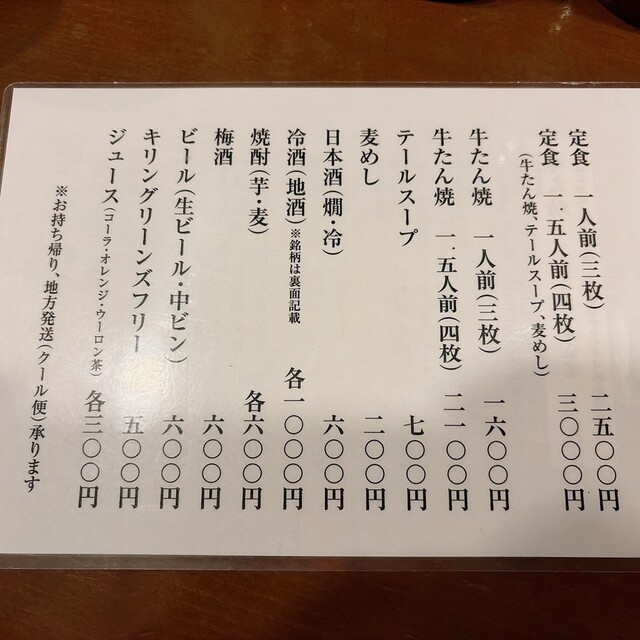 定食　一人前（三枚）　二五〇〇円
定食　一．五人前（四枚）　三〇〇〇円
（牛たん焼、テールスープ、麦めし）
牛たん焼　一人前（三枚）　一六〇〇円
牛たん焼　一．五人前（四枚）　二一〇〇円
テールスープ　七〇〇円
麦めし　二〇〇円
日本酒（燗・冷）　六〇〇円
冷酒（地酒）※銘柄は裏面記載　各一〇〇〇円
焼酎（芋・麦）　各六〇〇円
梅酒　六〇〇円
ビール（生ビール・中ビン）　六〇〇円
キリングリーンズフリー　五〇〇円
ジュース（コーラ・オレンジ・ウーロン茶）　各三〇〇円
※お持ち帰り、地方発送（クール便）承ります